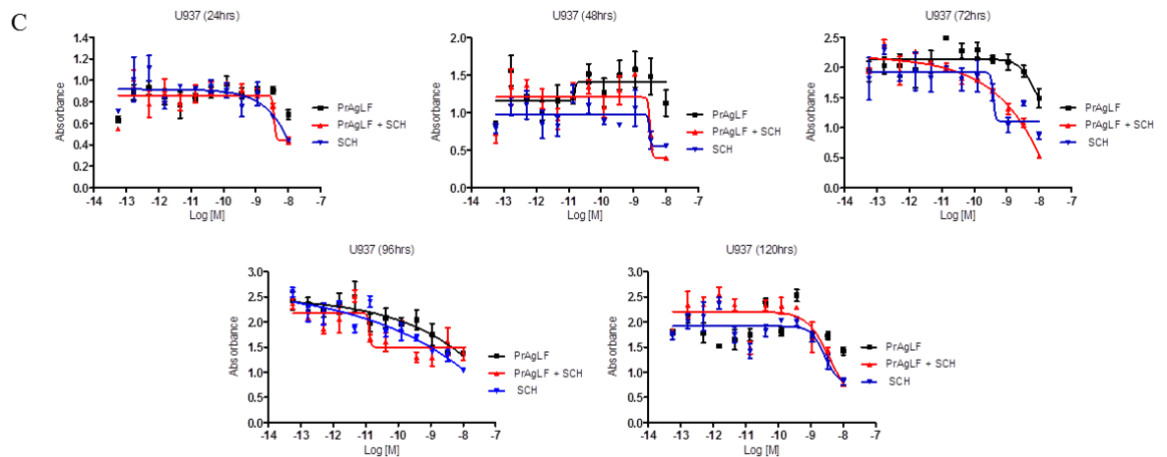 C
U937 (24hrs)
1.4
1.2
1.0
0.8
0.6
0.4
0.2
0.0
Absorbance
-14 -13 -12 -11 -10 -9 -8 -7
Log [M]
PrAgLF
PrAgLF + SCH
SCH
U937 (48hrs)
2.0
1.5
1.0
0.5
0.0
Absorbance
-14 -13 -12 -11 -10 -9 -8 -7
Log [M]
PrAgLF
PrAgLF + SCH
SCH
U937 (72hrs)
2.5
2.0
1.5
1.0
0.5
0.0
Absorbance
-14 -13 -12 -11 -10 -9 -8 -7
Log [M]
PrAgLF
PrAgLF + SCH
SCH
U937 (96hrs)
3.0
2.5
2.0
1.5
1.0
0.5
0.0
Absorbance
-14 -13 -12 -11 -10 -9 -8 -7
Log [M]
PrAgLF
PrAgLF + SCH
SCH
U937 (120hrs)
3.0
2.5
2.0
1.5
1.0
0.5
0.0
Absorbance
-14 -13 -12 -11 -10 -9 -8 -7
Log [M]
PrAgLF
PrAgLF + SCH
SCH